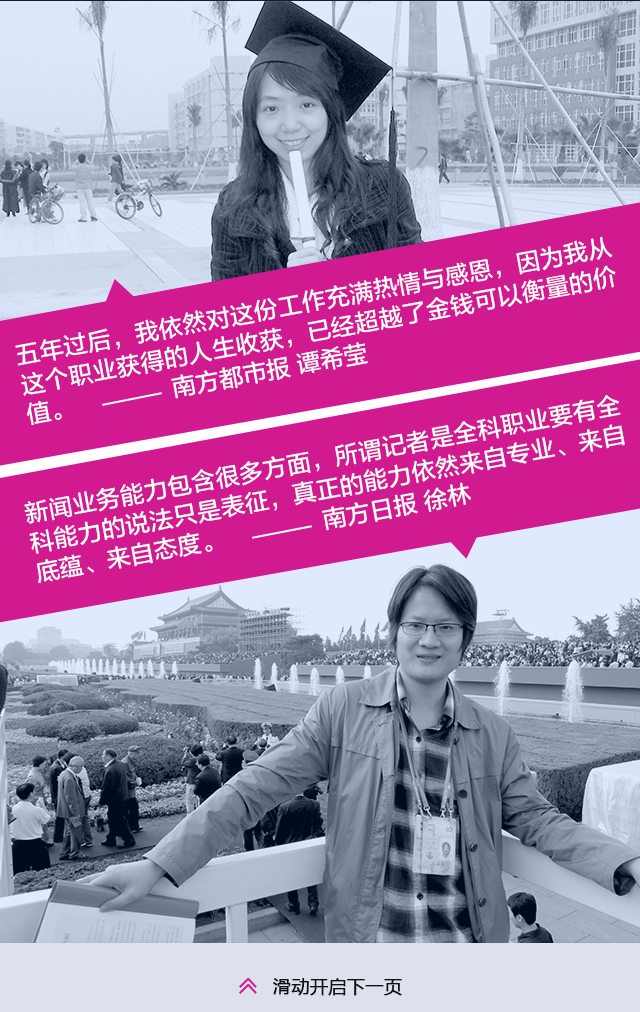 五年过后，我依然对这份工作充满热情与感恩，因为我从
这个职业获得的人生收获，已经超越了金钱可以衡量的价
值。 —— 南方都市报 谭希莹
新闻业务能力包含很多方面，所谓记者是全科职业要有全
科能力的说法只是表征，真正的能力依然来自专业、来自
底蕴、来自态度。 —— 南方日报 徐林
滑动开启下一页